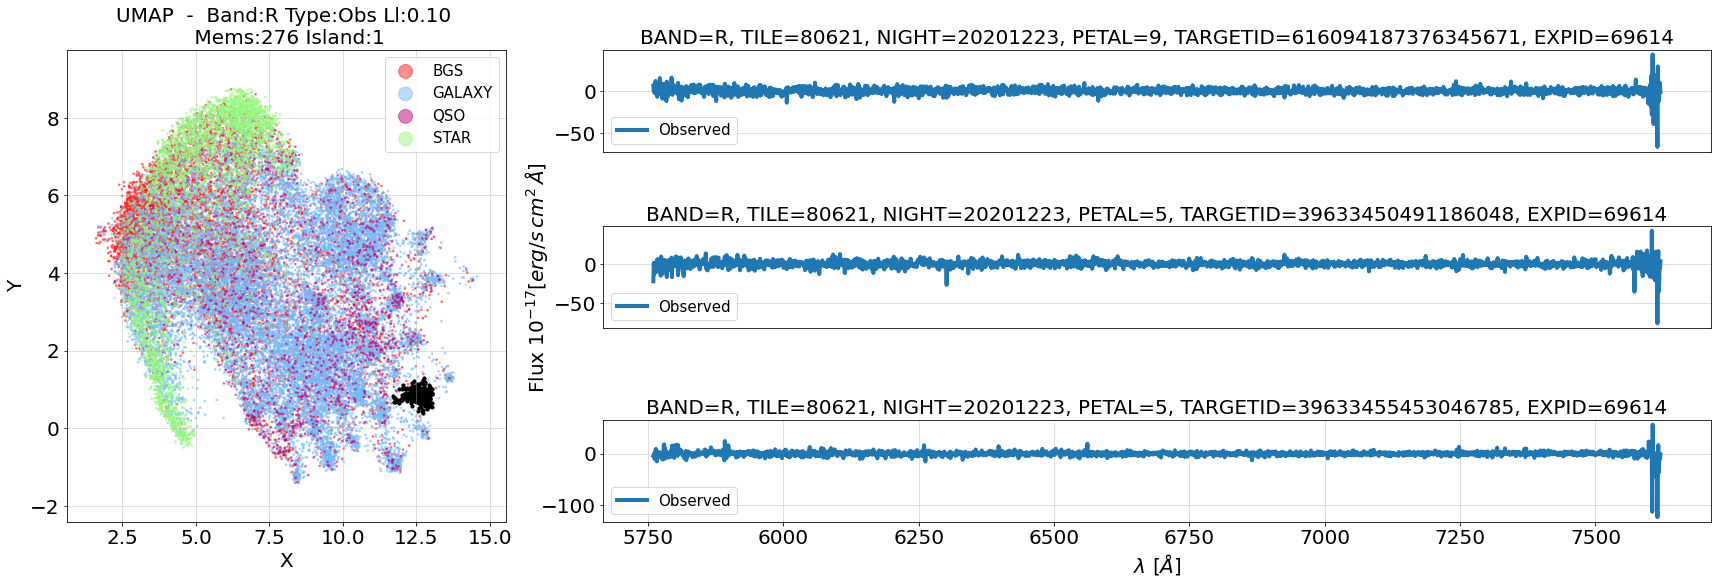 UMAP  -  Band:R Type:Obs Ll:0.10
Mems:276 Island:1
BGS
GALAXY
QSO
STAR
8
6
4
2
0
−2
Y
2.5
5.0
7.5
10.0
12.5
15.0
X
Flux 10⁻¹⁷[erg/s cm² Å]
BAND=R, TILE=80621, NIGHT=20201223, PETAL=9, TARGETID=616094187376345671, EXPID=69614
0
−50
Observed
BAND=R, TILE=80621, NIGHT=20201223, PETAL=5, TARGETID=39633450491186048, EXPID=69614
0
−50
Observed
BAND=R, TILE=80621, NIGHT=20201223, PETAL=5, TARGETID=39633455453046785, EXPID=69614
0
−100
Observed
5750
6000
6250
6500
6750
7000
7250
7500
λ [Å]